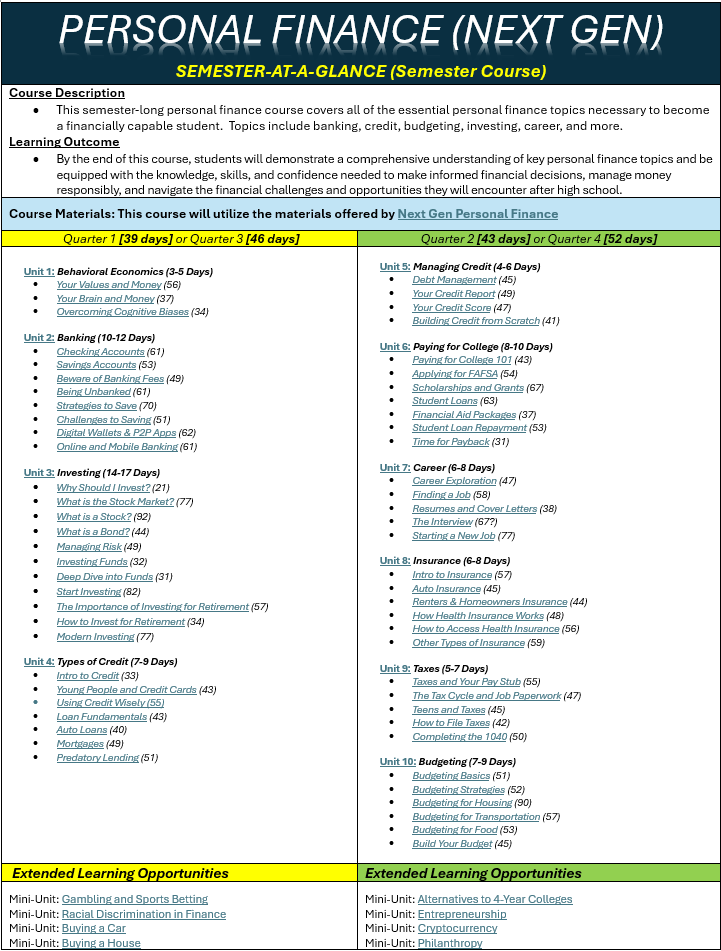 PERSONAL FINANCE (NEXT GEN)
SEMESTER-AT-A-GLANCE (Semester Course)
Course Description
• This semester-long personal finance course covers all of the essential personal finance topics necessary to become
a financially capable student. Topics include banking, credit, budgeting, investing, career, and more.
Learning Outcome
• By the end of this course, students will demonstrate a comprehensive understanding of key personal finance topics and be
equipped with the knowledge, skills, and confidence needed to make informed financial decisions, manage money
responsibly, and navigate the financial challenges and opportunities they will encounter after high school.
Course Materials: This course will utilize the materials offered by Next Gen Personal Finance
Quarter 1 [39 days] or Quarter 3 [46 days]
Unit 1: Behavioral Economics (3-5 Days)
• Your Values and Money (56)
• Your Brain and Money (37)
• Overcoming Cognitive Biases (34)
Unit 2: Banking (10-12 Days)
• Checking Accounts (61)
• Savings Accounts (53)
• Beware of Banking Fees (49)
• Being Unbanked (61)
• Strategies to Save (70)
• Challenges to Saving (51)
• Digital Wallets & P2P Apps (62)
• Online and Mobile Banking (61)
Unit 3: Investing (14-17 Days)
• Why Should I Invest? (21)
• What is the Stock Market? (77)
• What is a Stock? (92)
• What is a Bond? (44)
• Managing Risk (49)
• Investing Funds (32)
• Deep Dive into Funds (31)
• Start Investing (82)
• The Importance of Investing for Retirement (57)
• How to Invest for Retirement (34)
• Modern Investing (77)
Unit 4: Types of Credit (7-9 Days)
• Intro to Credit (33)
• Young People and Credit Cards (43)
• Using Credit Wisely (55)
• Loan Fundamentals (43)
• Auto Loans (40)
• Mortgages (49)
• Predatory Lending (51)
Quarter 2 [43 days] or Quarter 4 [52 days]
Unit 5: Managing Credit (4-6 Days)
• Debt Management (45)
• Your Credit Report (49)
• Your Credit Score (47)
• Building Credit from Scratch (41)
Unit 6: Paying for College (8-10 Days)
• Paying for College 101 (43)
• Applying for FAFSA (54)
• Scholarships and Grants (67)
• Student Loans (63)
• Financial Aid Packages (37)
• Student Loan Repayment (53)
• Time for Payback (31)
Unit 7: Career (6-8 Days)
• Career Exploration (47)
• Finding a Job (58)
• Resumes and Cover Letters (38)
• The Interview (67?)
• Starting a New Job (77)
Unit 8: Insurance (6-8 Days)
• Intro to Insurance (57)
• Auto Insurance (45)
• Renters & Homeowners Insurance (44)
• How Health Insurance Works (48)
• How to Access Health Insurance (56)
• Other Types of Insurance (59)
Unit 9: Taxes (5-7 Days)
• Taxes and Your Pay Stub (55)
• The Tax Cycle and Job Paperwork (47)
• Teens and Taxes (45)
• How to File Taxes (42)
• Completing the 1040 (50)
Unit 10: Budgeting (7-9 Days)
• Budgeting Basics (51)
• Budgeting Strategies (52)
• Budgeting for Housing (90)
• Budgeting for Transportation (57)
• Budgeting for Food (53)
• Build Your Budget (45)
Extended Learning Opportunities
Mini-Unit: Gambling and Sports Betting
Mini-Unit: Racial Discrimination in Finance
Mini-Unit: Buying a Car
Mini-Unit: Buying a House
Extended Learning Opportunities
Mini-Unit: Alternatives to 4-Year Colleges
Mini-Unit: Entrepreneurship
Mini-Unit: Cryptocurrency
Mini-Unit: Philanthropy